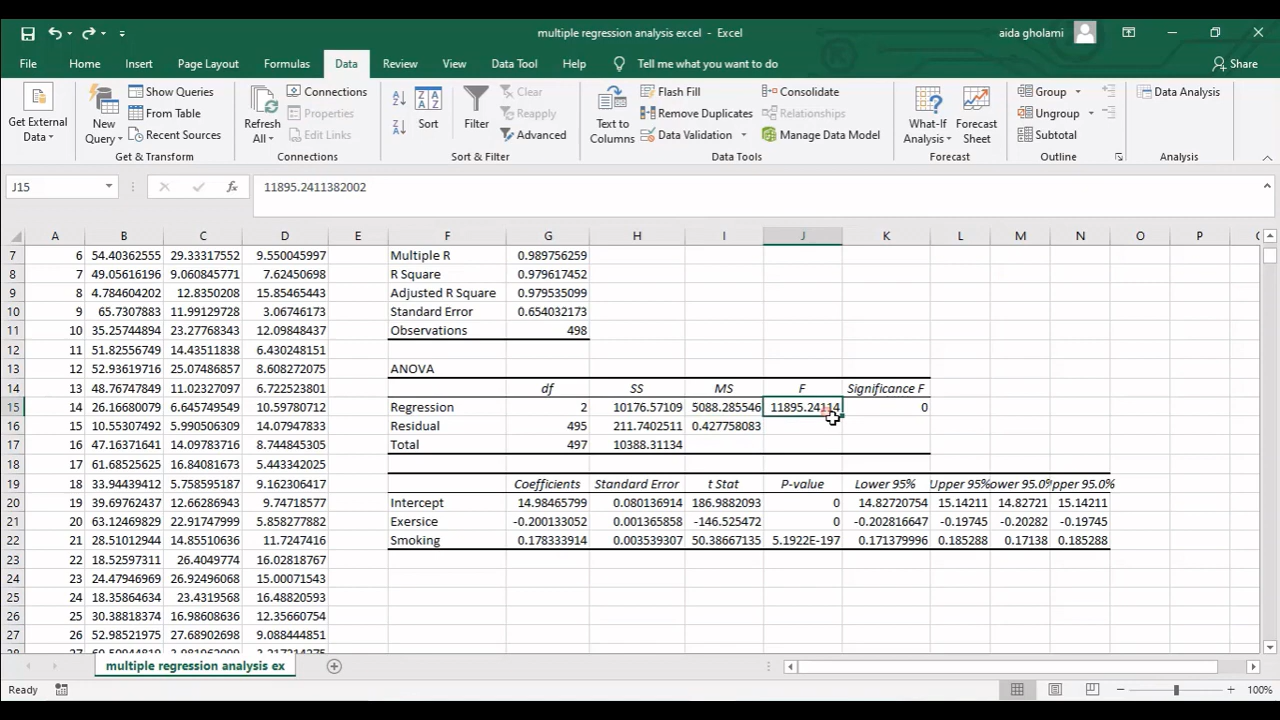 multiple regression analysis excel - Excel
aida gholami
File Home Insert Page Layout Formulas Data Review View Data Tool Help Tell me what you want to do Share
Get External Data
New Query
Show Queries
From Table
Recent Sources
Get & Transform
Refresh All
Connections
Properties
Edit Links
Connections
Sort
Filter
Clear
Reapply
Advanced
Sort & Filter
Text to Columns
Flash Fill
Remove Duplicates
Data Validation
Consolidate
Relationships
Manage Data Model
Data Tools
What-If Analysis
Forecast Sheet
Forecast
Group
Ungroup
Subtotal
Outline
Data Analysis
Analysis
J15 fx 11895.2411382002
A B C D E F G H I J K L M N O P
7 6 54.40362555 29.33317552 9.550045997 Multiple R 0.989756259
8 7 49.05616196 9.060845771 7.62450698 R Square 0.979617452
9 8 4.784604202 12.8350208 15.85465443 Adjusted R Square 0.979535099
10 9 65.7307883 11.99129728 3.06746173 Standard Error 0.654032173
11 10 35.25744894 23.27768343 12.09848437 Observations 498
12 11 51.82556749 14.43511838 6.430248151
13 12 52.93619716 25.07486857 8.608272075 ANOVA
14 13 48.76747849 11.02327097 6.722523801 df SS MS F Significance F
15 14 26.16680079 6.645749549 10.59780712 Regression 2 10176.57109 5088.285546 11895.24114 0
16 15 10.55307492 5.990506309 14.07947833 Residual 495 211.7402511 0.427758083
17 16 47.16371641 14.09783716 8.744845305 Total 497 10388.31134
18 17 61.68525625 16.84081673 5.443342025
19 18 33.94439412 5.758595187 9.162306417 Coefficients Standard Error t Stat P-value Lower 95% Upper 95% ower 95.0% pper 95.0%
20 19 39.69762437 12.66286943 9.74718577 Intercept 14.98465799 0.080136914 186.9882093 0 14.82720754 15.14211 14.82721 15.14211
21 20 63.12469829 22.91747999 5.858277882 Exersice -0.200133052 0.001365858 -146.525472 0 -0.202816647 -0.19745 -0.20282 -0.19745
22 21 28.51012944 14.85510636 11.7247416 Smoking 0.178333914 0.003539307 50.38667135 5.1922E-197 0.171379996 0.185288 0.17138 0.185288
23 22 18.52597311 26.4049774 16.02818767
24 23 24.47946969 26.92496068 15.00071543
25 24 18.35864634 23.4319568 16.48820593
26 25 30.38818374 16.98608636 12.35660754
27 26 52.98521975 27.68902698 9.088444851
multiple regression analysis ex
Ready 100%